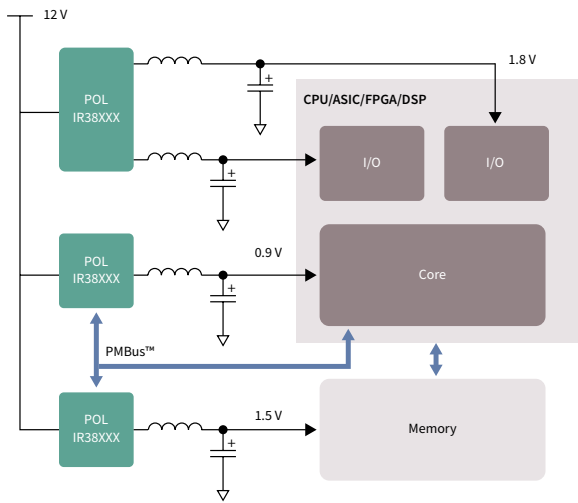 12 V
1.8 V
POL
IR38XXX
+
CPU/ASIC/FPGA/DSP
I/O
I/O
+
POL
IR38XXX
0.9 V
Core
+
PMBus™
POL
IR38XXX
1.5 V
Memory
+